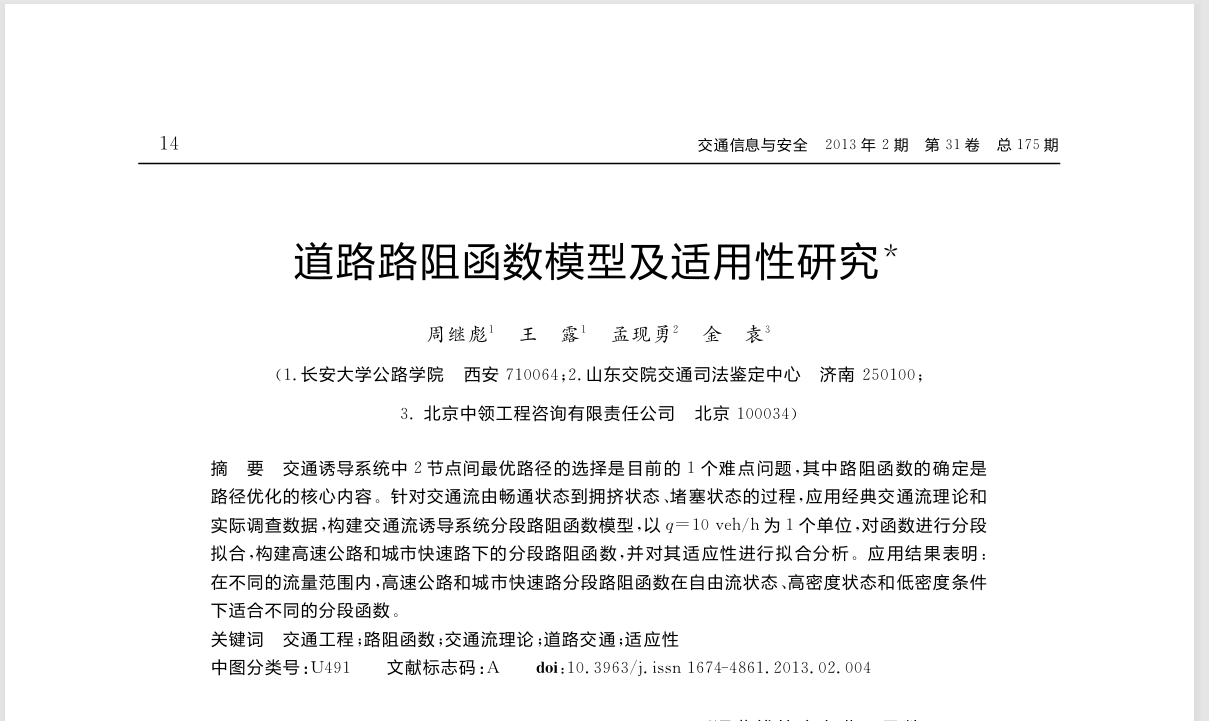 14
交通信息与安全 2013年2期 第31卷 总175期
道路路阻函数模型及适用性研究*
周继彪1 王 露1 孟现勇2 金 袁3
(1.长安大学公路学院 西安 710064;2.山东交院交通司法鉴定中心 济南 250100;
3. 北京中领工程咨询有限责任公司 北京 100034)
摘 要 交通诱导系统中2节点间最优路径的选择是目前的1个难点问题,其中路阻函数的确定是
路径优化的核心内容。针对交通流由畅通状态到拥挤状态、堵塞状态的过程,应用经典交通流理论和
实际调查数据,构建交通流诱导系统分段路阻函数模型,以q=10 veh/h为1个单位,对函数进行分段
拟合,构建高速公路和城市快速路下的分段路阻函数,并对其适应性进行拟合分析。应用结果表明:
在不同的流量范围内,高速公路和城市快速路分段路阻函数在自由流状态、高密度状态和低密度条件
下适合不同的分段函数。
关键词 交通工程;路阻函数;交通流理论;道路交通;适应性
中图分类号:U491 文献标志码:A doi:10.3963/j.issn 1674-4861.2013.02.004